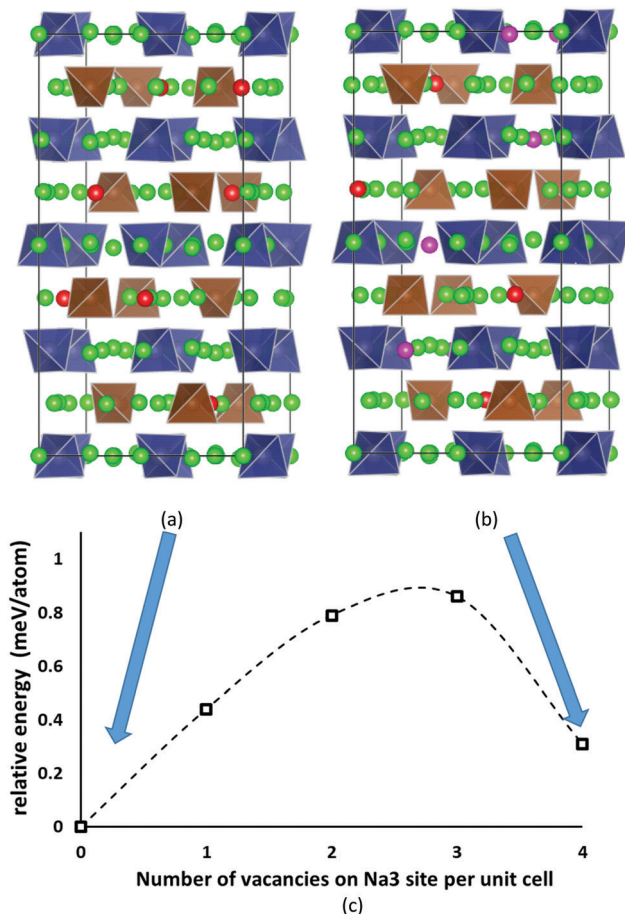 (a)
(b)
1
0.8
0.6
0.4
0.2
0
relative energy (meV/atom)
0 1 2 3 4
Number of vacancies on Na3 site per unit cell
(c)